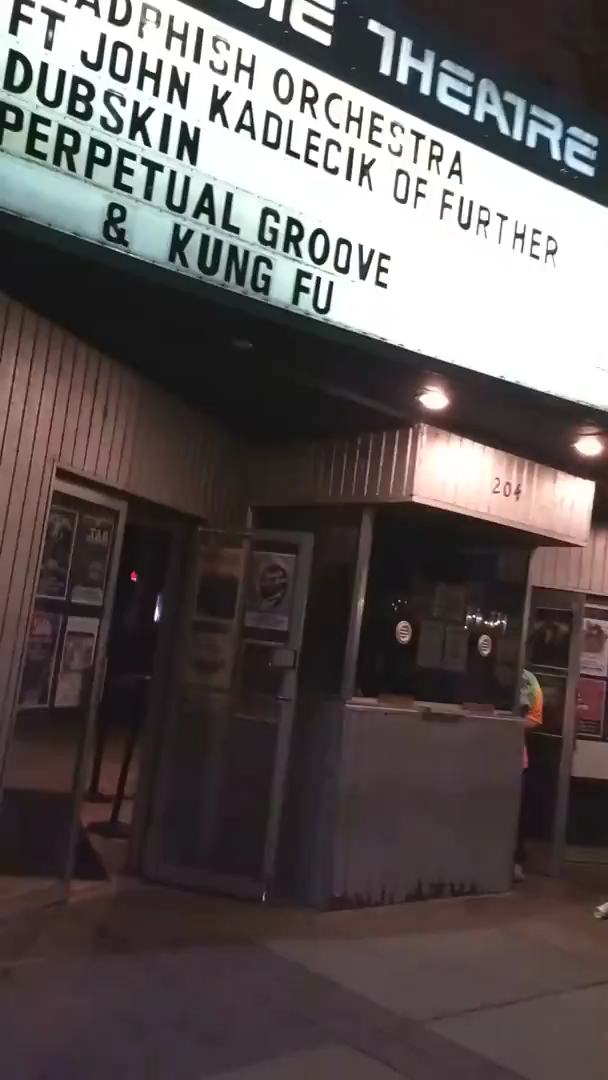 THEATRE
ADPHISH ORCHESTRA
FT JOHN KADLECIK OF FURTHER
DUBSKIN
PERPETUAL GROOVE
& KUNG FU
204